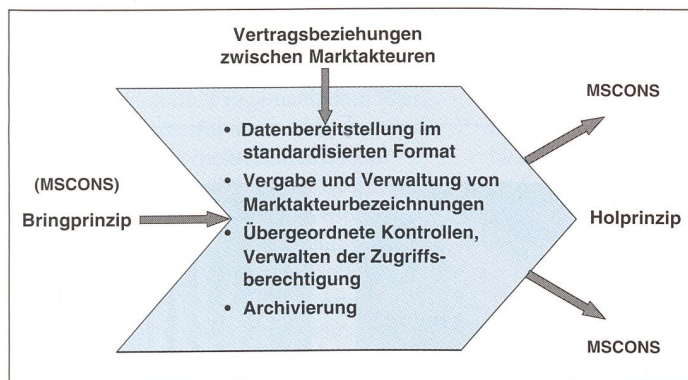 Vertragsbeziehungen
zwischen Marktakteuren
MSCONS
• Datenbereitstellung im
standardisierten Format
(MSCONS)
• Vergabe und Verwaltung von
Marktakteurbezeichnungen
Bringprinzip
Holprinzip
• Übergeordnete Kontrollen,
Verwalten der Zugriffs-
berechtigung
• Archivierung
MSCONS